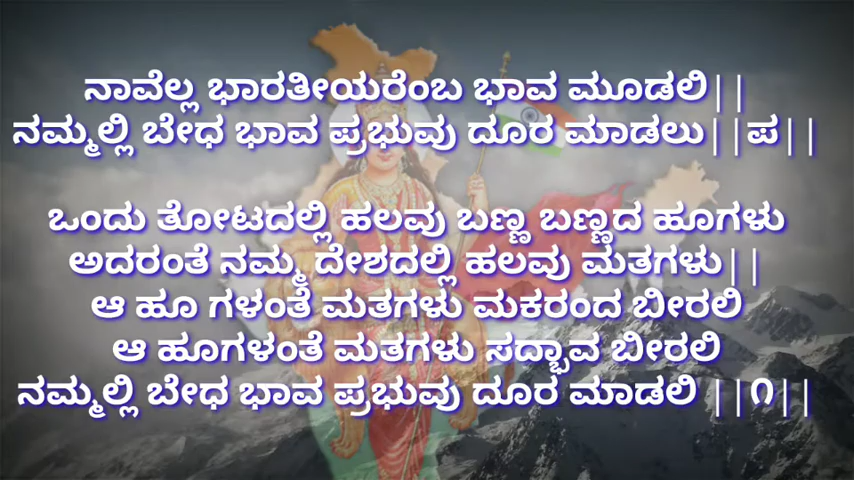 ನಾವೆಲ್ಲ ಭಾರತೀಯರೆಂಬ ಭಾವ ಮೂಡಲಿ||
ನಮ್ಮಲ್ಲಿ ಬೇಧ ಭಾವ ಪ್ರಭುವು ದೂರ ಮಾಡಲು||ಪ||
ಒಂದು ತೋಟದಲ್ಲಿ ಹಲವು ಬಣ್ಣ ಬಣ್ಣದ ಹೂಗಳು
ಅದರಂತೆ ನಮ್ಮ ದೇಶದಲ್ಲಿ ಹಲವು ಮತಗಳು||
ಆ ಹೂ ಗಳಂತೆ ಮತಗಳು ಮಕರಂದ ಬೀರಲಿ
ಆ ಹೂಗಳಂತೆ ಮತಗಳು ಸದ್ಭಾವ ಬೀರಲಿ
ನಮ್ಮಲ್ಲಿ ಬೇಧ ಭಾವ ಪ್ರಭುವು ದೂರ ಮಾಡಲಿ ||೧||